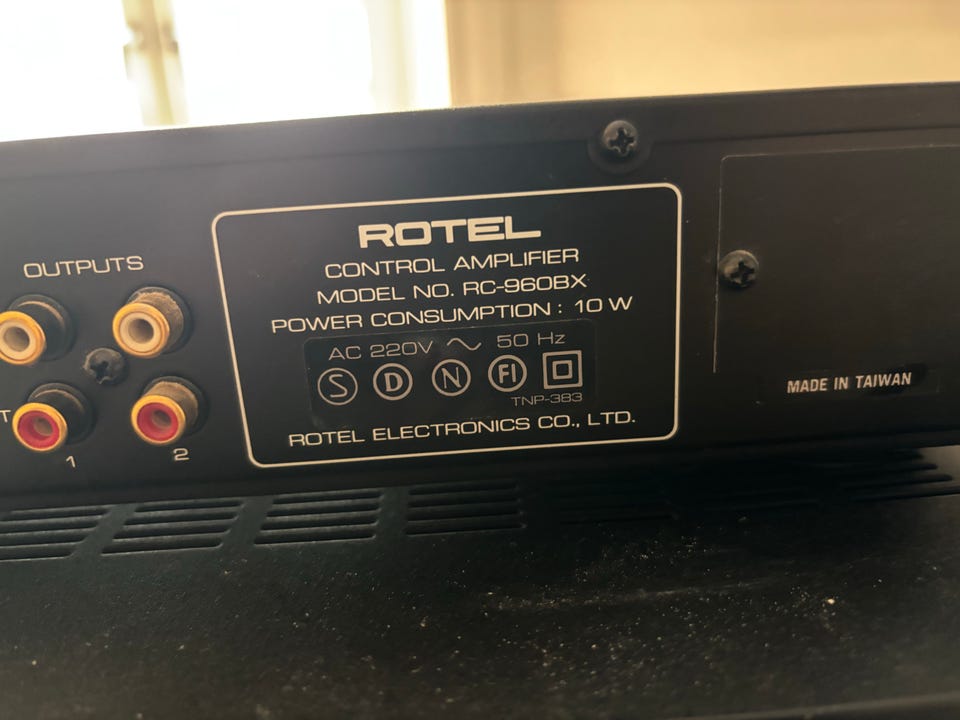 OUTPUTS
T
1
2
ROTEL
CONTROL AMPLIFIER
MODEL NO. RC-960BX
POWER CONSUMPTION : 10 W
AC 220V ~ 50 Hz
S D N FI
TNP-383
ROTEL ELECTRONICS CO., LTD.
MADE IN TAIWAN